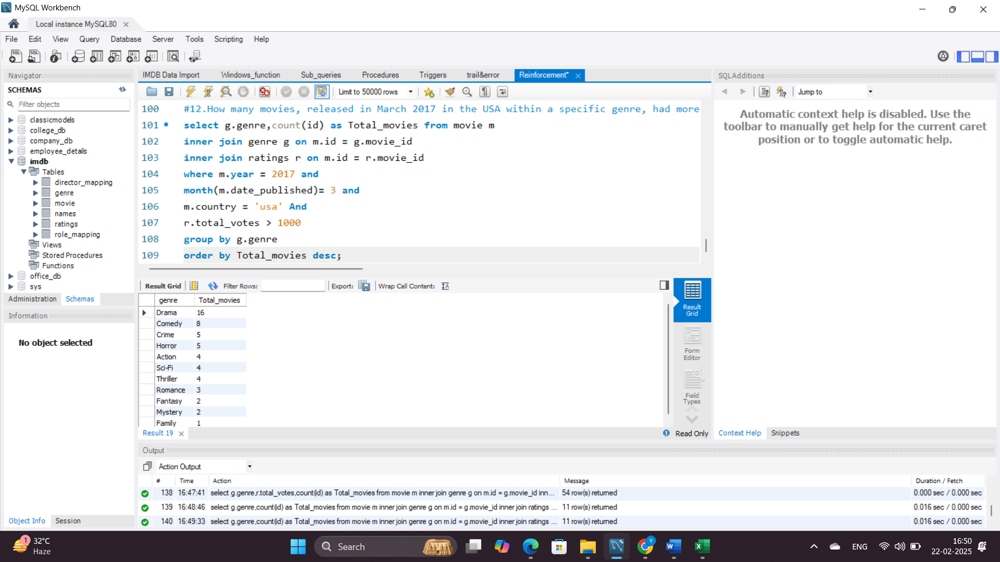 MySQL Workbench
Local instance MySQL80
File Edit View Query Database Server Tools Scripting Help
Navigator
SCHEMAS
Filter objects
classicmodels
college_db
company_db
employee_details
imdb
Tables
director_mapping
genre
movie
names
ratings
role_mapping
Views
Stored Procedures
Functions
office_db
sys
Administration Schemas
Information
No object selected
Object Info Session
IMDB Data Import Windows_function Sub_queries Procedures Triggers trail&error Reinforcement*
Limit to 50000 rows
100 #12.How many movies, released in March 2017 in the USA within a specific genre, had more
101 select g.genre,count(id) as Total_movies from movie m
102 inner join genre g on m.id = g.movie_id
103 inner join ratings r on m.id = r.movie_id
104 where m.year = 2017 and
105 month(m.date_published)= 3 and
106 m.country = 'usa' And
107 r.total_votes > 1000
108 group by g.genre
109 order by Total_movies desc;
Result Grid Filter Rows: Export: Wrap Cell Content:
genre Total_movies
Drama 16
Comedy 8
Crime 5
Horror 5
Action 4
Sci-Fi 4
Thriller 4
Romance 3
Fantasy 2
Mystery 2
Family 1
Result Grid
Form Editor
Field Types
Result 19
Read Only
SQLAdditions
Jump to
Automatic context help is disabled. Use the
toolbar to manually get help for the current caret
position or to toggle automatic help.
Context Help Snippets
Output
Action Output
# Time Action Message Duration / Fetch
138 16:47:41 select g.genre,r.total_votes,count(id) as Total_movies from movie m inner join genre g on m.id = g.movie_id inn... 54 row(s) returned 0.000 sec / 0.000 sec
139 16:48:46 select g.genre,count(id) as Total_movies from movie m inner join genre g on m.id = g.movie_id inner join ratings ... 11 row(s) returned 0.016 sec / 0.000 sec
140 16:49:33 select g.genre,count(id) as Total_movies from movie m inner join genre g on m.id = g.movie_id inner join ratings ... 11 row(s) returned 0.016 sec / 0.000 sec
1
32°C
Haze
Search
ENG
16:50
22-02-2025